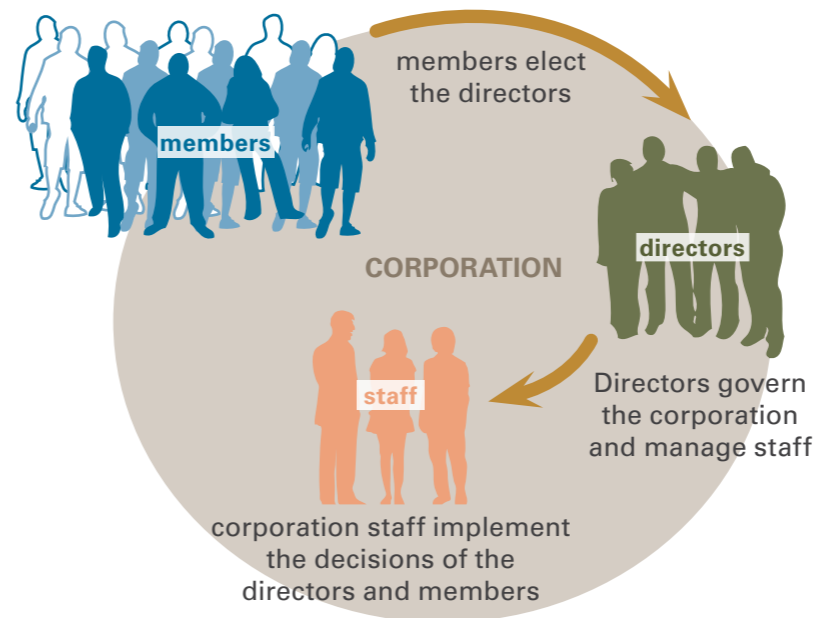 members elect
the directors
members
directors
CORPORATION
staff
Directors govern
the corporation
and manage staff
corporation staff implement
the decisions of the
directors and members